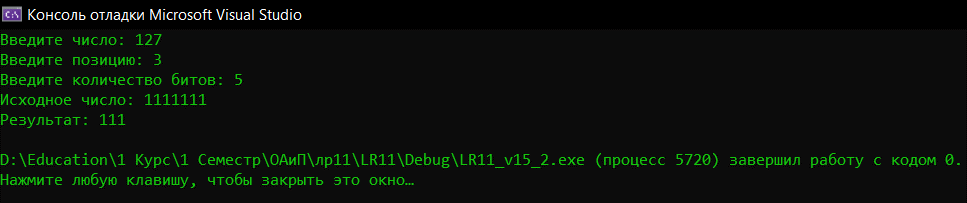 Консоль отладки Microsoft Visual Studio
Введите число: 127
Введите позицию: 3
Введите количество битов: 5
Исходное число: 1111111
Результат: 111
D:\Education\1 Курс\1 Семестр\ОАиП\лр11\LR11\Debug\LR11_v15_2.exe (процесс 5720) завершил работу с кодом 0.
Нажмите любую клавишу, чтобы закрыть это окно…